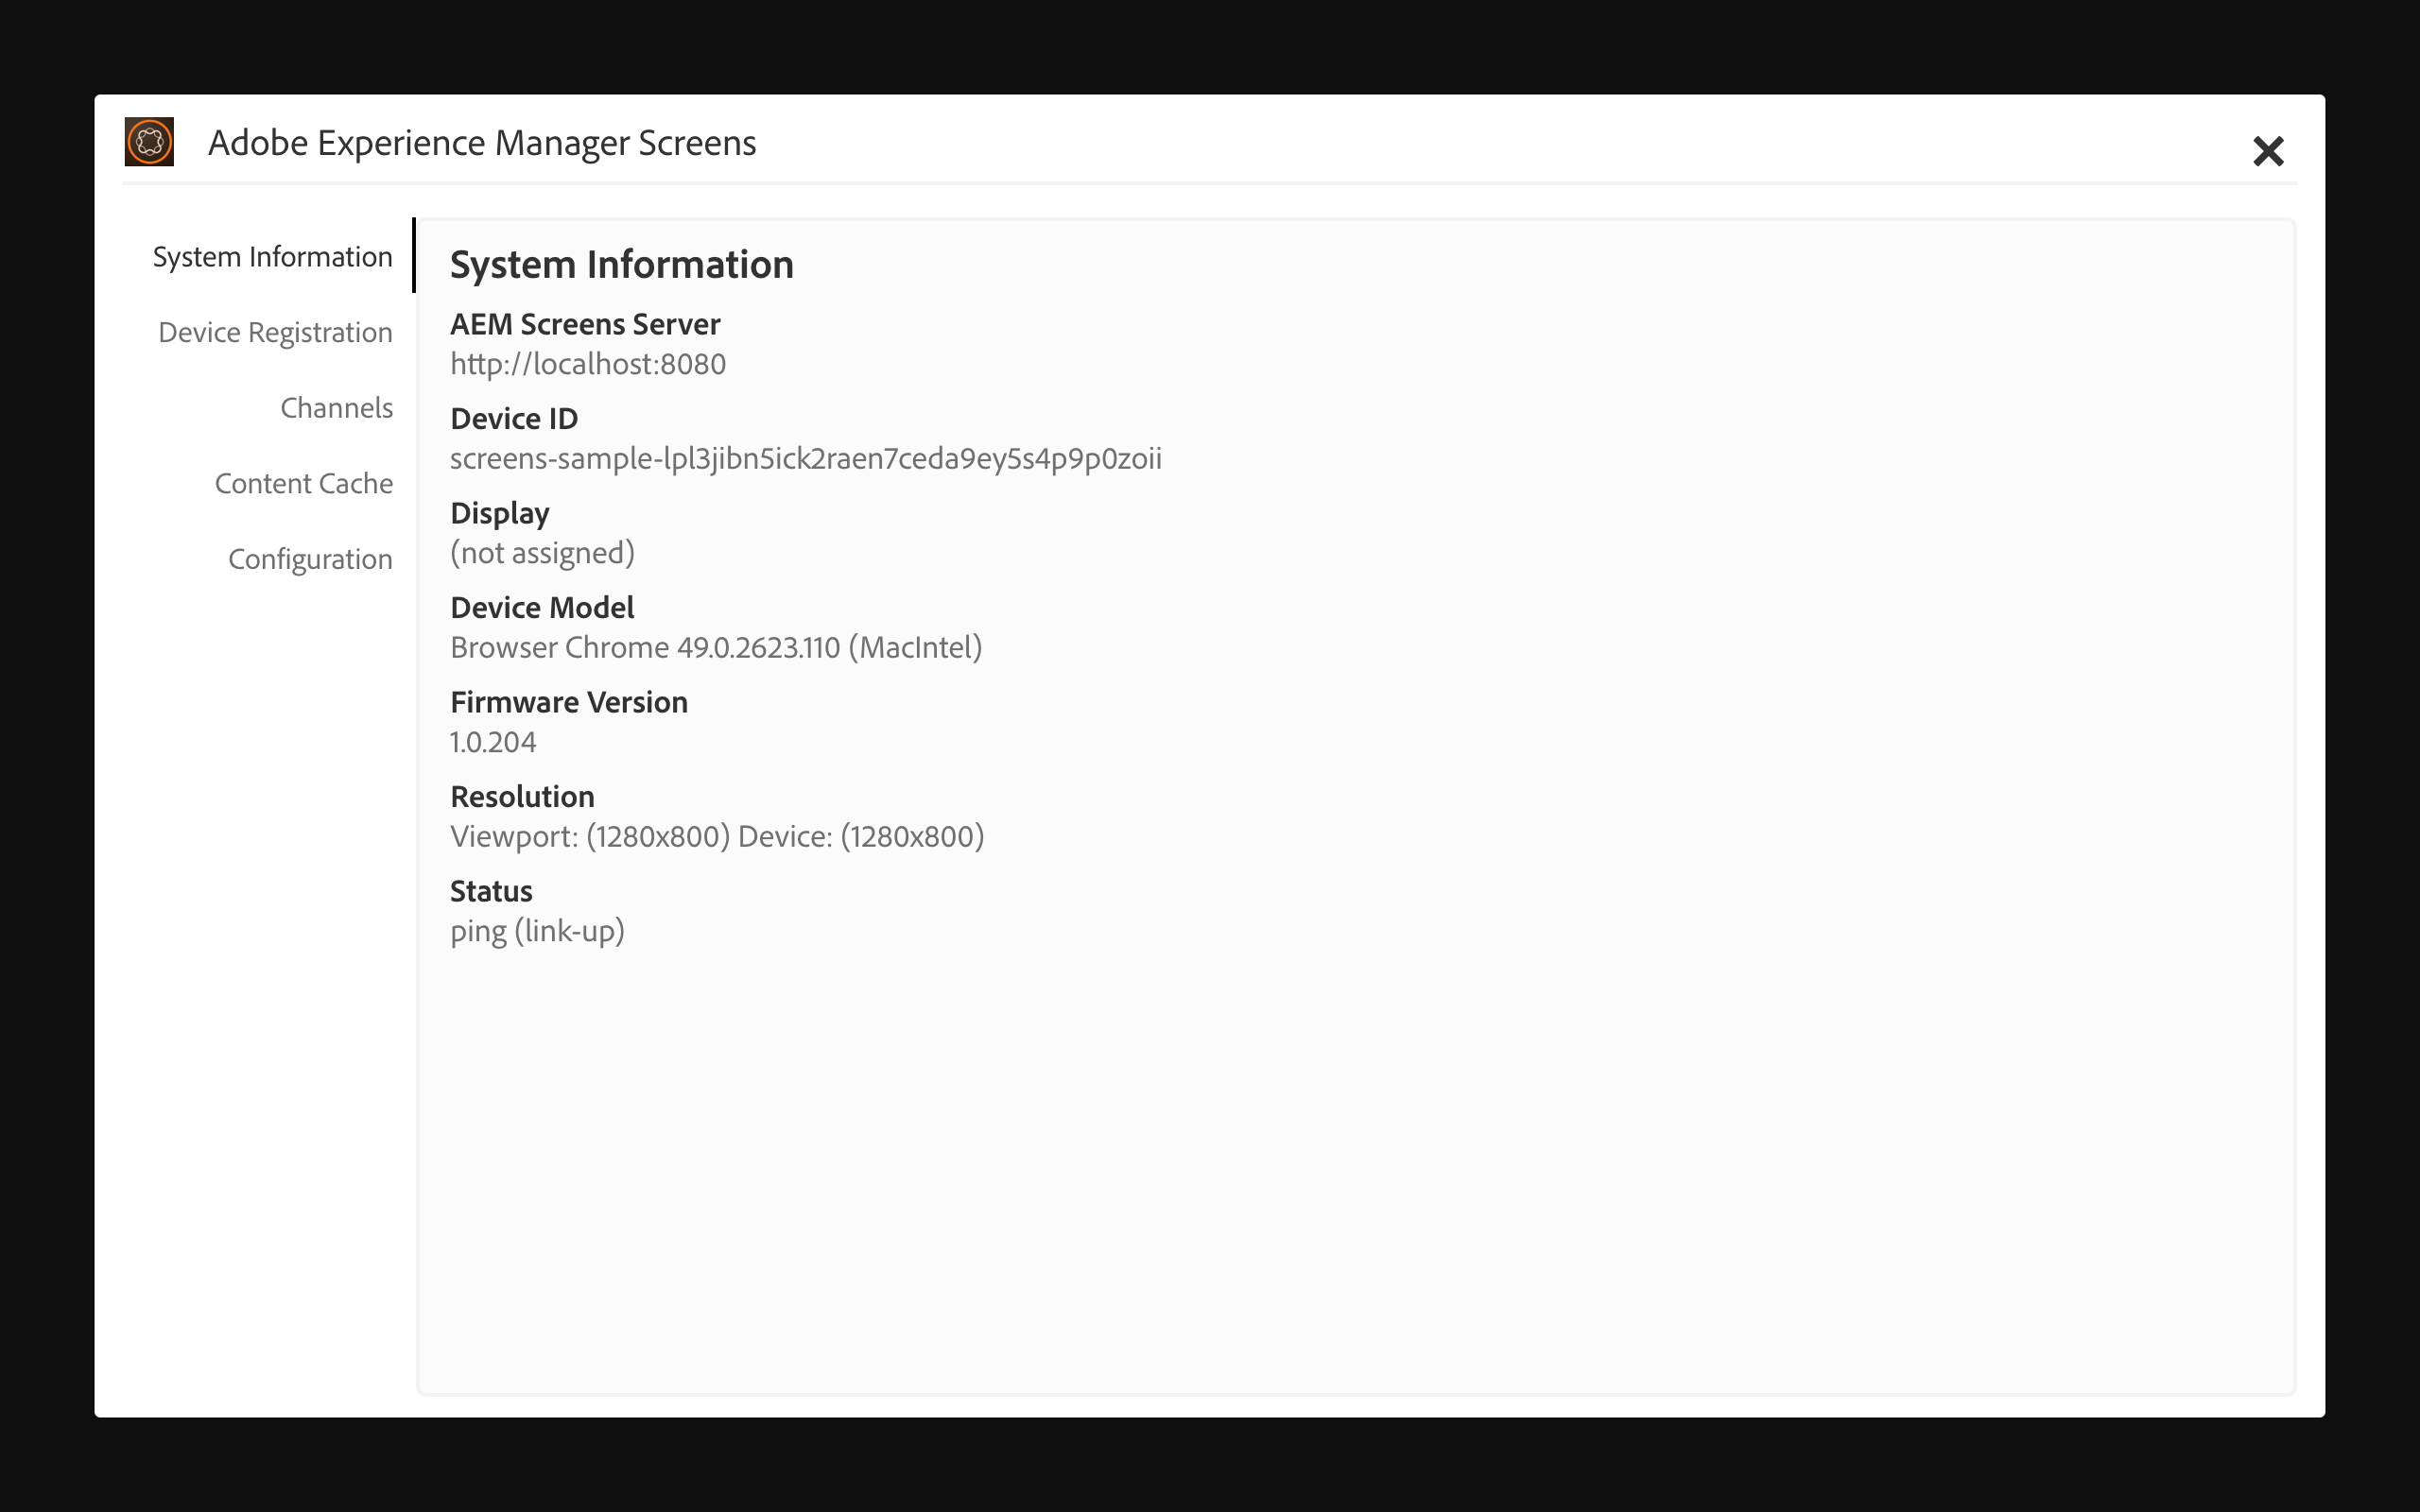 Adobe Experience Manager Screens
System Information
Device Registration
Channels
Content Cache
Configuration
System Information
AEM Screens Server
http://localhost:8080
Device ID
screens-sample-lpl3jibn5ick2raen7ceda9ey5s4p9p0zoii
Display
(not assigned)
Device Model
Browser Chrome 49.0.2623.110 (MacIntel)
Firmware Version
1.0.204
Resolution
Viewport: (1280x800) Device: (1280x800)
Status
ping (link-up)